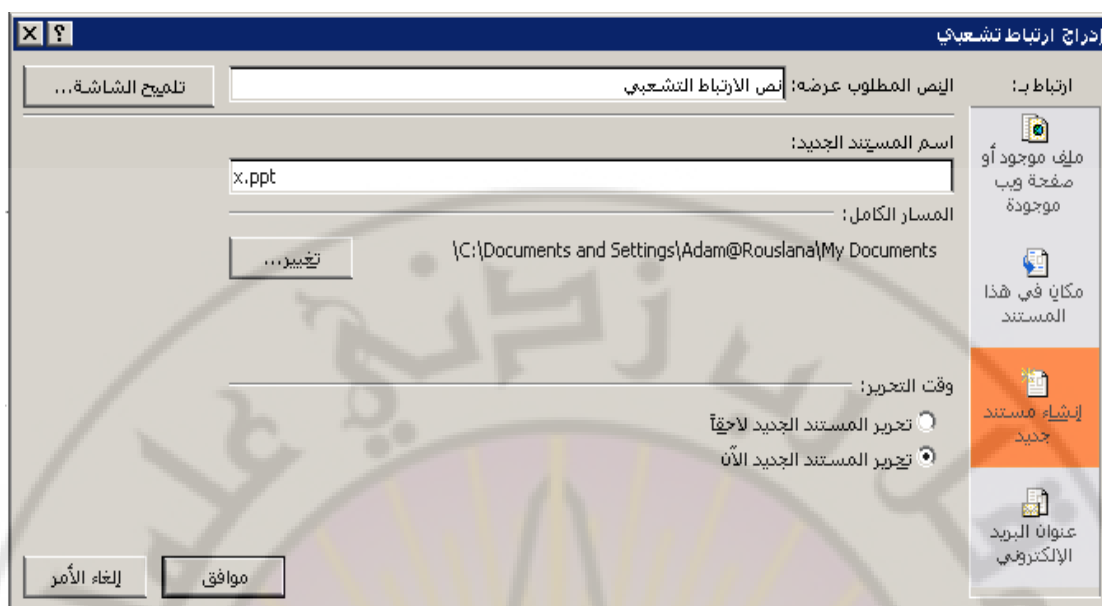 إدراج ارتباط تشعبي
ارتباط بـ:
النص المطلوب عرضه: نص الارتباط التشعبي
تلميح الشاشة...
ملف موجود أو
صفحة ويب
موجودة
مكان في هذا
المستند
إنشاء مستند
جديد
عنوان البريد
الإلكتروني
اسم المستند الجديد:
x.ppt
المسار الكامل:
\C:\Documents and Settings\Adam@Rouslana\My Documents
تغيير...
وقت التحرير:
تحرير المستند الجديد لاحقاً
تحرير المستند الجديد الآن
موافق
إلغاء الأمر